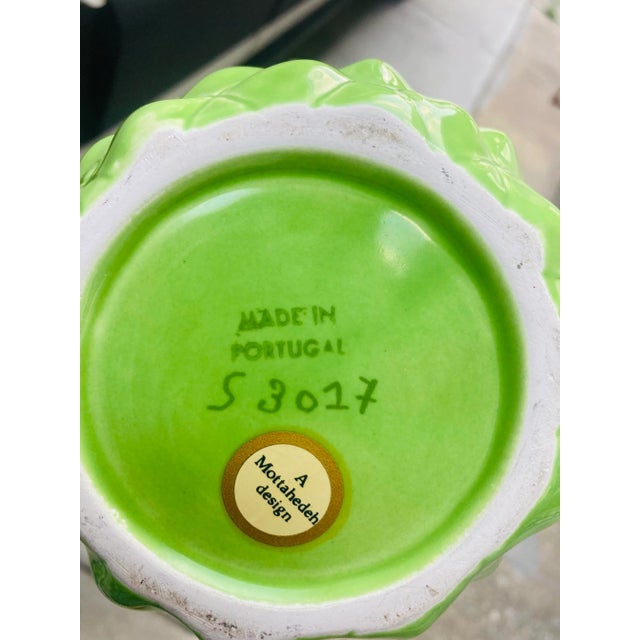 MADE IN
PORTUGAL
S 3017
A
Mottahedeh
design